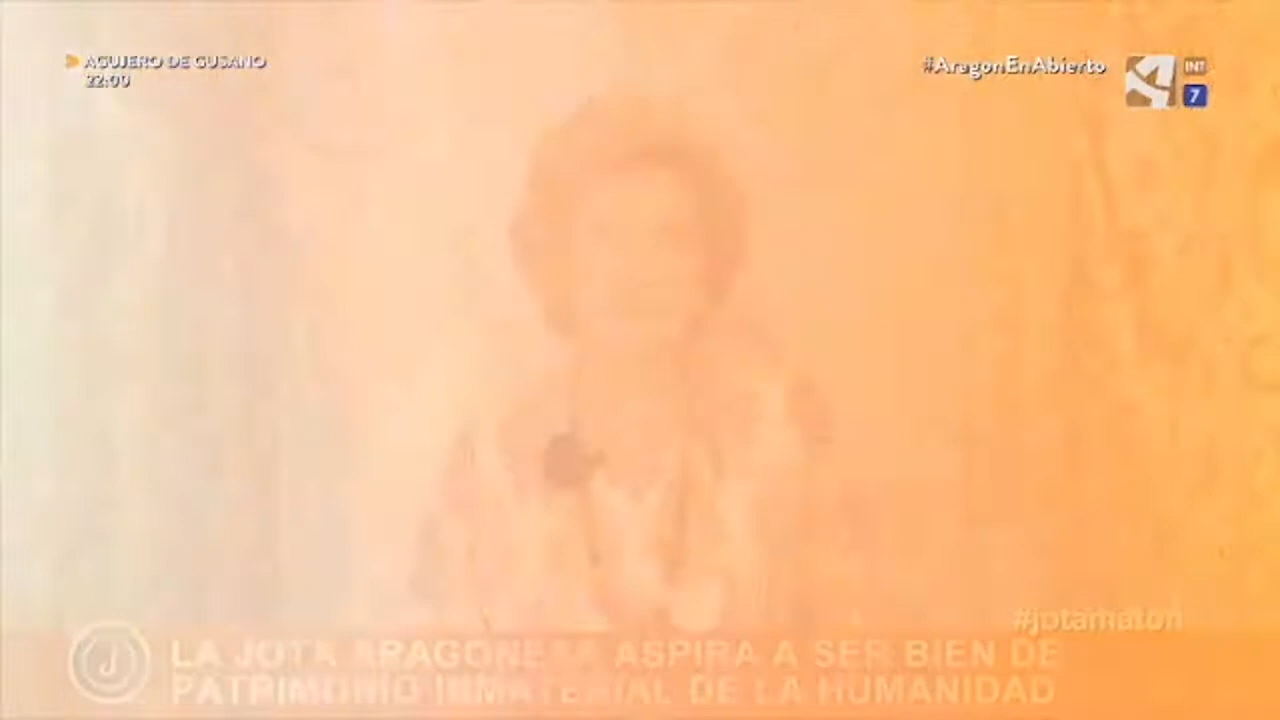 AGUJERO DE GUSANO
22:00
#AragonEnAbierto
INT
7
#jotamaton
J
LA JOTA ARAGONESA ASPIRA A SER BIEN DE
PATRIMONIO INMATERIAL DE LA HUMANIDAD